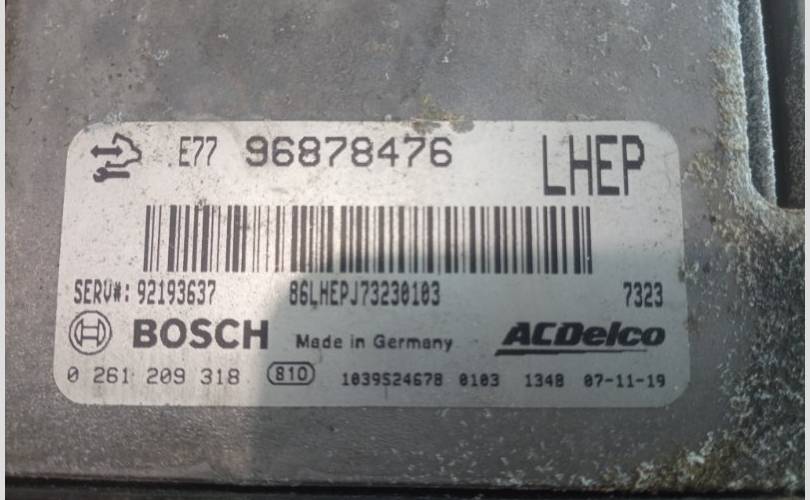 E77 96878476 LHEP
SERV#: 92193637 86LHEPJ73230103 7323
BOSCH Made in Germany ACDelco
0 261 209 318 810 1039S24678 0103 1348 07-11-19